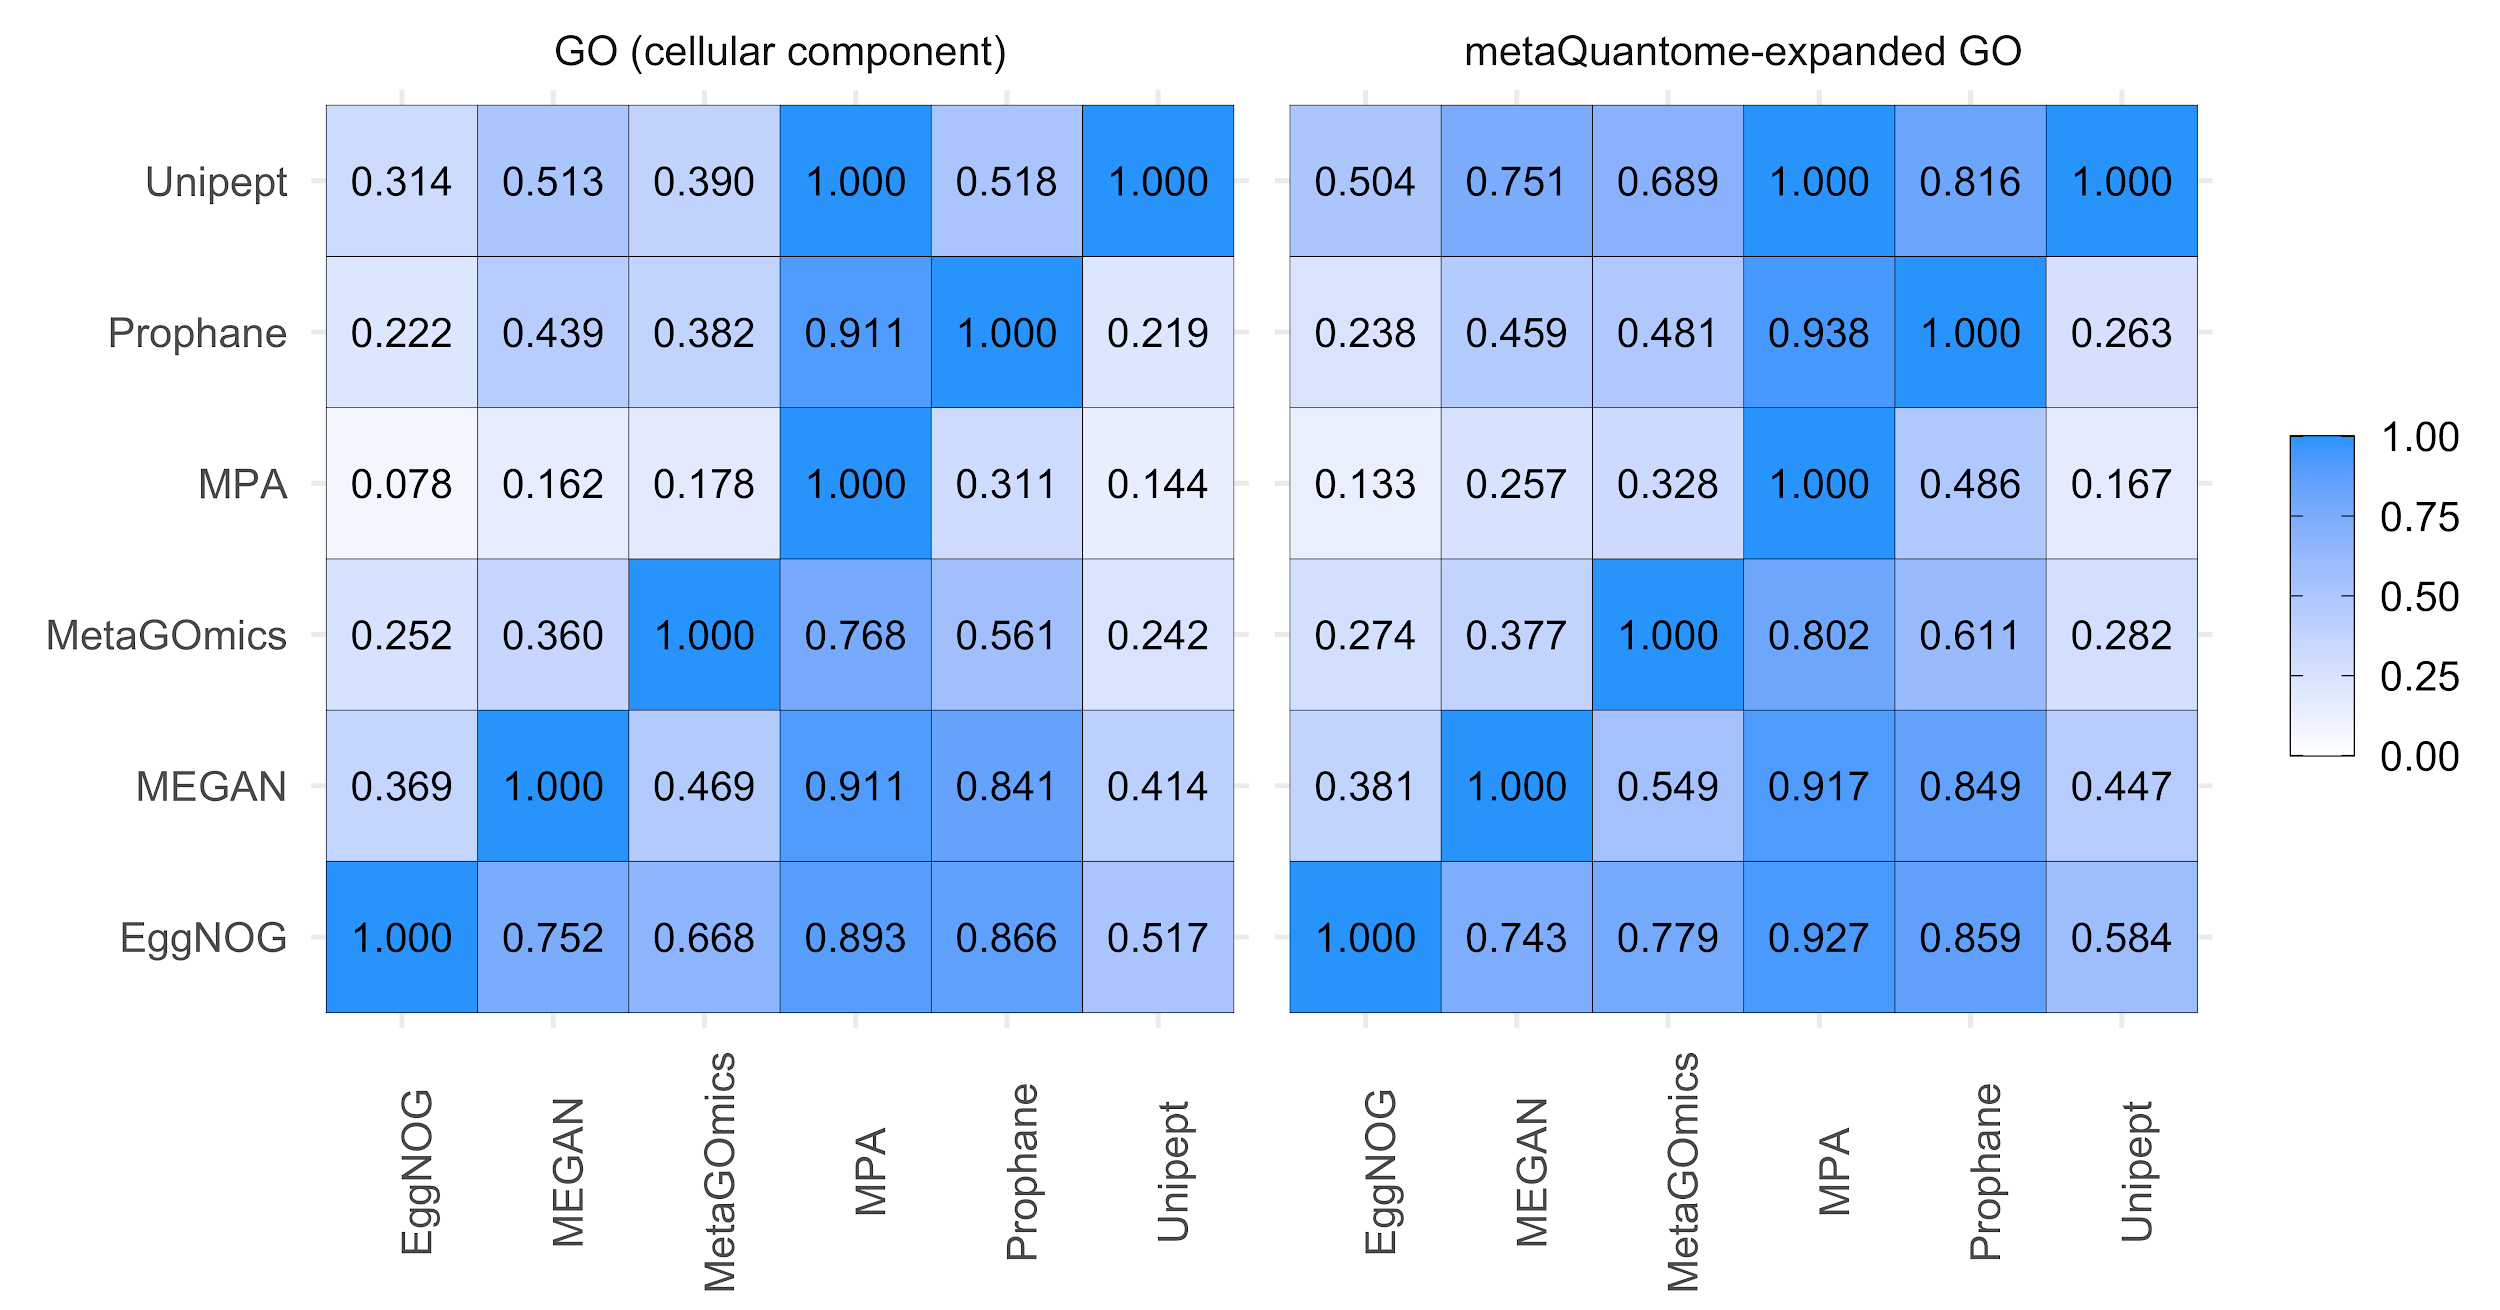 GO (cellular component) metaQuantome-expanded GO
Unipept 0.314 0.513 0.390 1.000 0.518 1.000 0.504 0.751 0.689 1.000 0.816 1.000
Prophane 0.222 0.439 0.382 0.911 1.000 0.219 0.238 0.459 0.481 0.938 1.000 0.263
MPA 0.078 0.162 0.178 1.000 0.311 0.144 0.133 0.257 0.328 1.000 0.486 0.167
MetaGOmics 0.252 0.360 1.000 0.768 0.561 0.242 0.274 0.377 1.000 0.802 0.611 0.282
MEGAN 0.369 1.000 0.469 0.911 0.841 0.414 0.381 1.000 0.549 0.917 0.849 0.447
EggNOG 1.000 0.752 0.668 0.893 0.866 0.517 1.000 0.743 0.779 0.927 0.859 0.584
EggNOG MEGAN MetaGOmics MPA Prophane Unipept EggNOG MEGAN MetaGOmics MPA Prophane Unipept
1.00
0.75
0.50
0.25
0.00